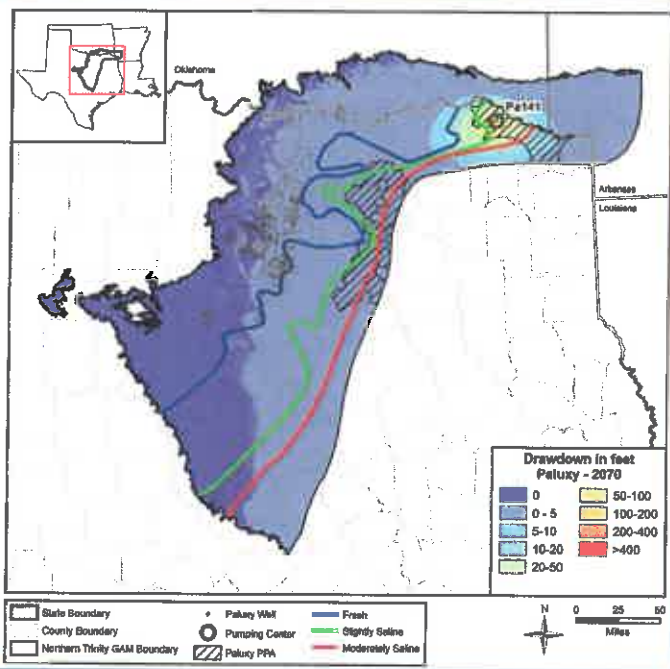 Oklahoma
Pa141
Arkansas
Louisiana
Drawdown in feet
Paluxy - 2070
0
0 - 5
5-10
10-20
20-50
50-100
100-200
200-400
>400
State Boundary
County Boundary
Northern Trinity GAM Boundary
Paluxy Well
Pumping Center
Paluxy PPA
Fresh
Slightly Saline
Moderately Saline
N
0 25 50
Miles